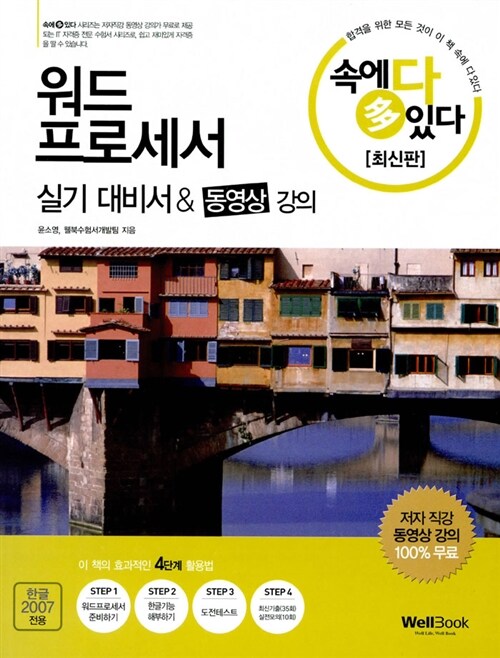 속에 多 있다 시리즈는 저자직강 동영상 강의가 무료로 제공
되는 IT 자격증 전문 수험서 시리즈로, 쉽고 재미있게 자격증
을 딸 수 있습니다.
합격을 위한 모든 것이 이 책 속에 다 있다
속에다
多있다
[최신판]
워드
프로세서
실기 대비서 & 동영상 강의
윤소영, 웰북수험서개발팀 지음
저자 직강
동영상 강의
100% 무료
이 책의 효과적인 4단계 활용법
한글
2007
전용
STEP 1
워드프로세서
준비하기
STEP 2
한글기능
해부하기
STEP 3
도전테스트
STEP 4
최신기출(35회)
실전모의(10회)
WellBook
Well Life, Well Book